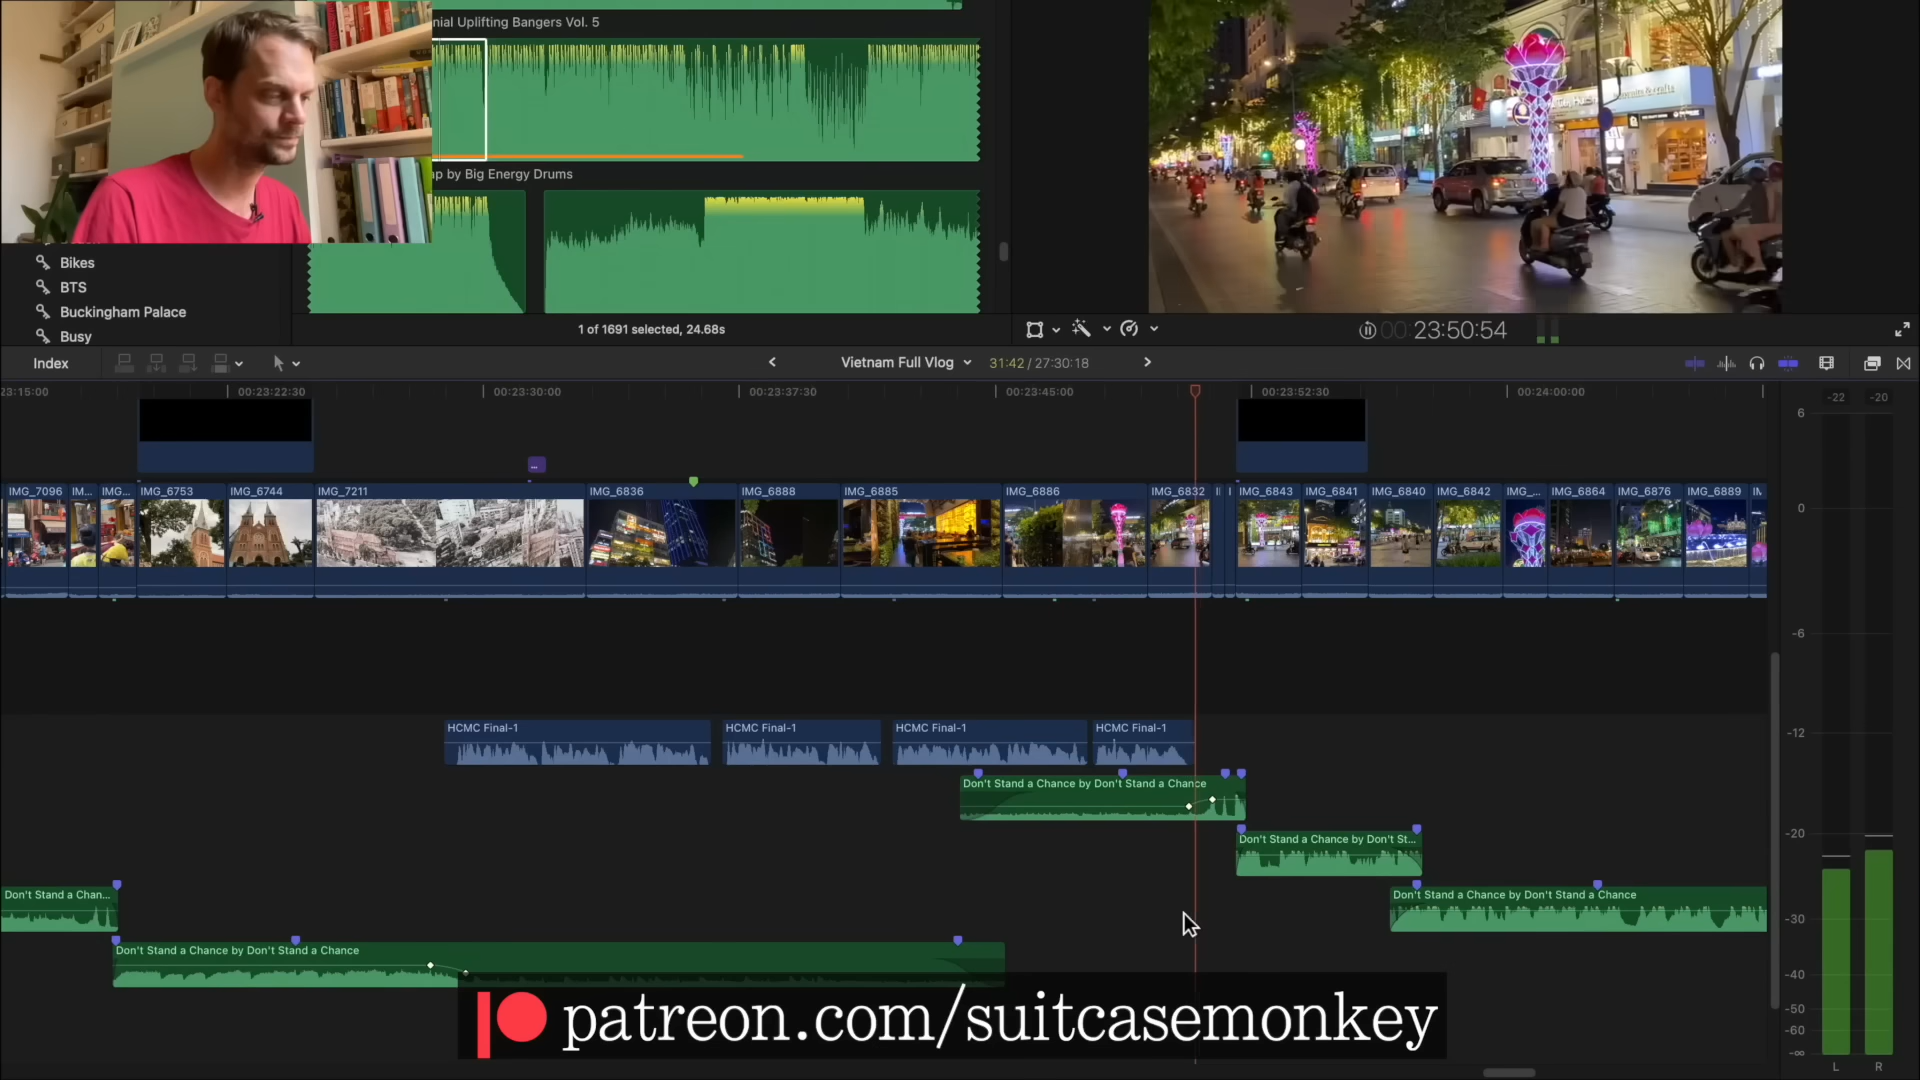 nial Uplifting Bangers Vol. 5
up by Big Energy Drums
Bikes
BTS
Buckingham Palace
Busy
1 of 1691 selected, 24.68s
00:23:50:54
Index
Vietnam Full Vlog
31:42 / 27:30:18
23:15:00
00:23:22:30
00:23:30:00
00:23:37:30
00:23:45:00
00:23:52:30
00:24:00:00
-22 -20
6
0
-6
-12
-20
-30
-40
-50
-60
-∞
L R
...
IMG_7096
IM...
IMG...
IMG_6753
IMG_6744
IMG_7211
IMG_6836
IMG_6888
IMG_6885
IMG_6886
IMG_6832
IMG_6843
IMG_6841
IMG_6840
IMG_6842
IMG_...
IMG_6864
IMG_6876
IMG_6889
HCMC Final-1
HCMC Final-1
HCMC Final-1
HCMC Final-1
Don't Stand a Chance by Don't Stand a Chance
Don't Stand a Chance by Don't St...
Don't Stand a Chan...
Don't Stand a Chance by Don't Stand a Chance
Don't Stand a Chance by Don't Stand a Chance
patreon.com/suitcasemonkey